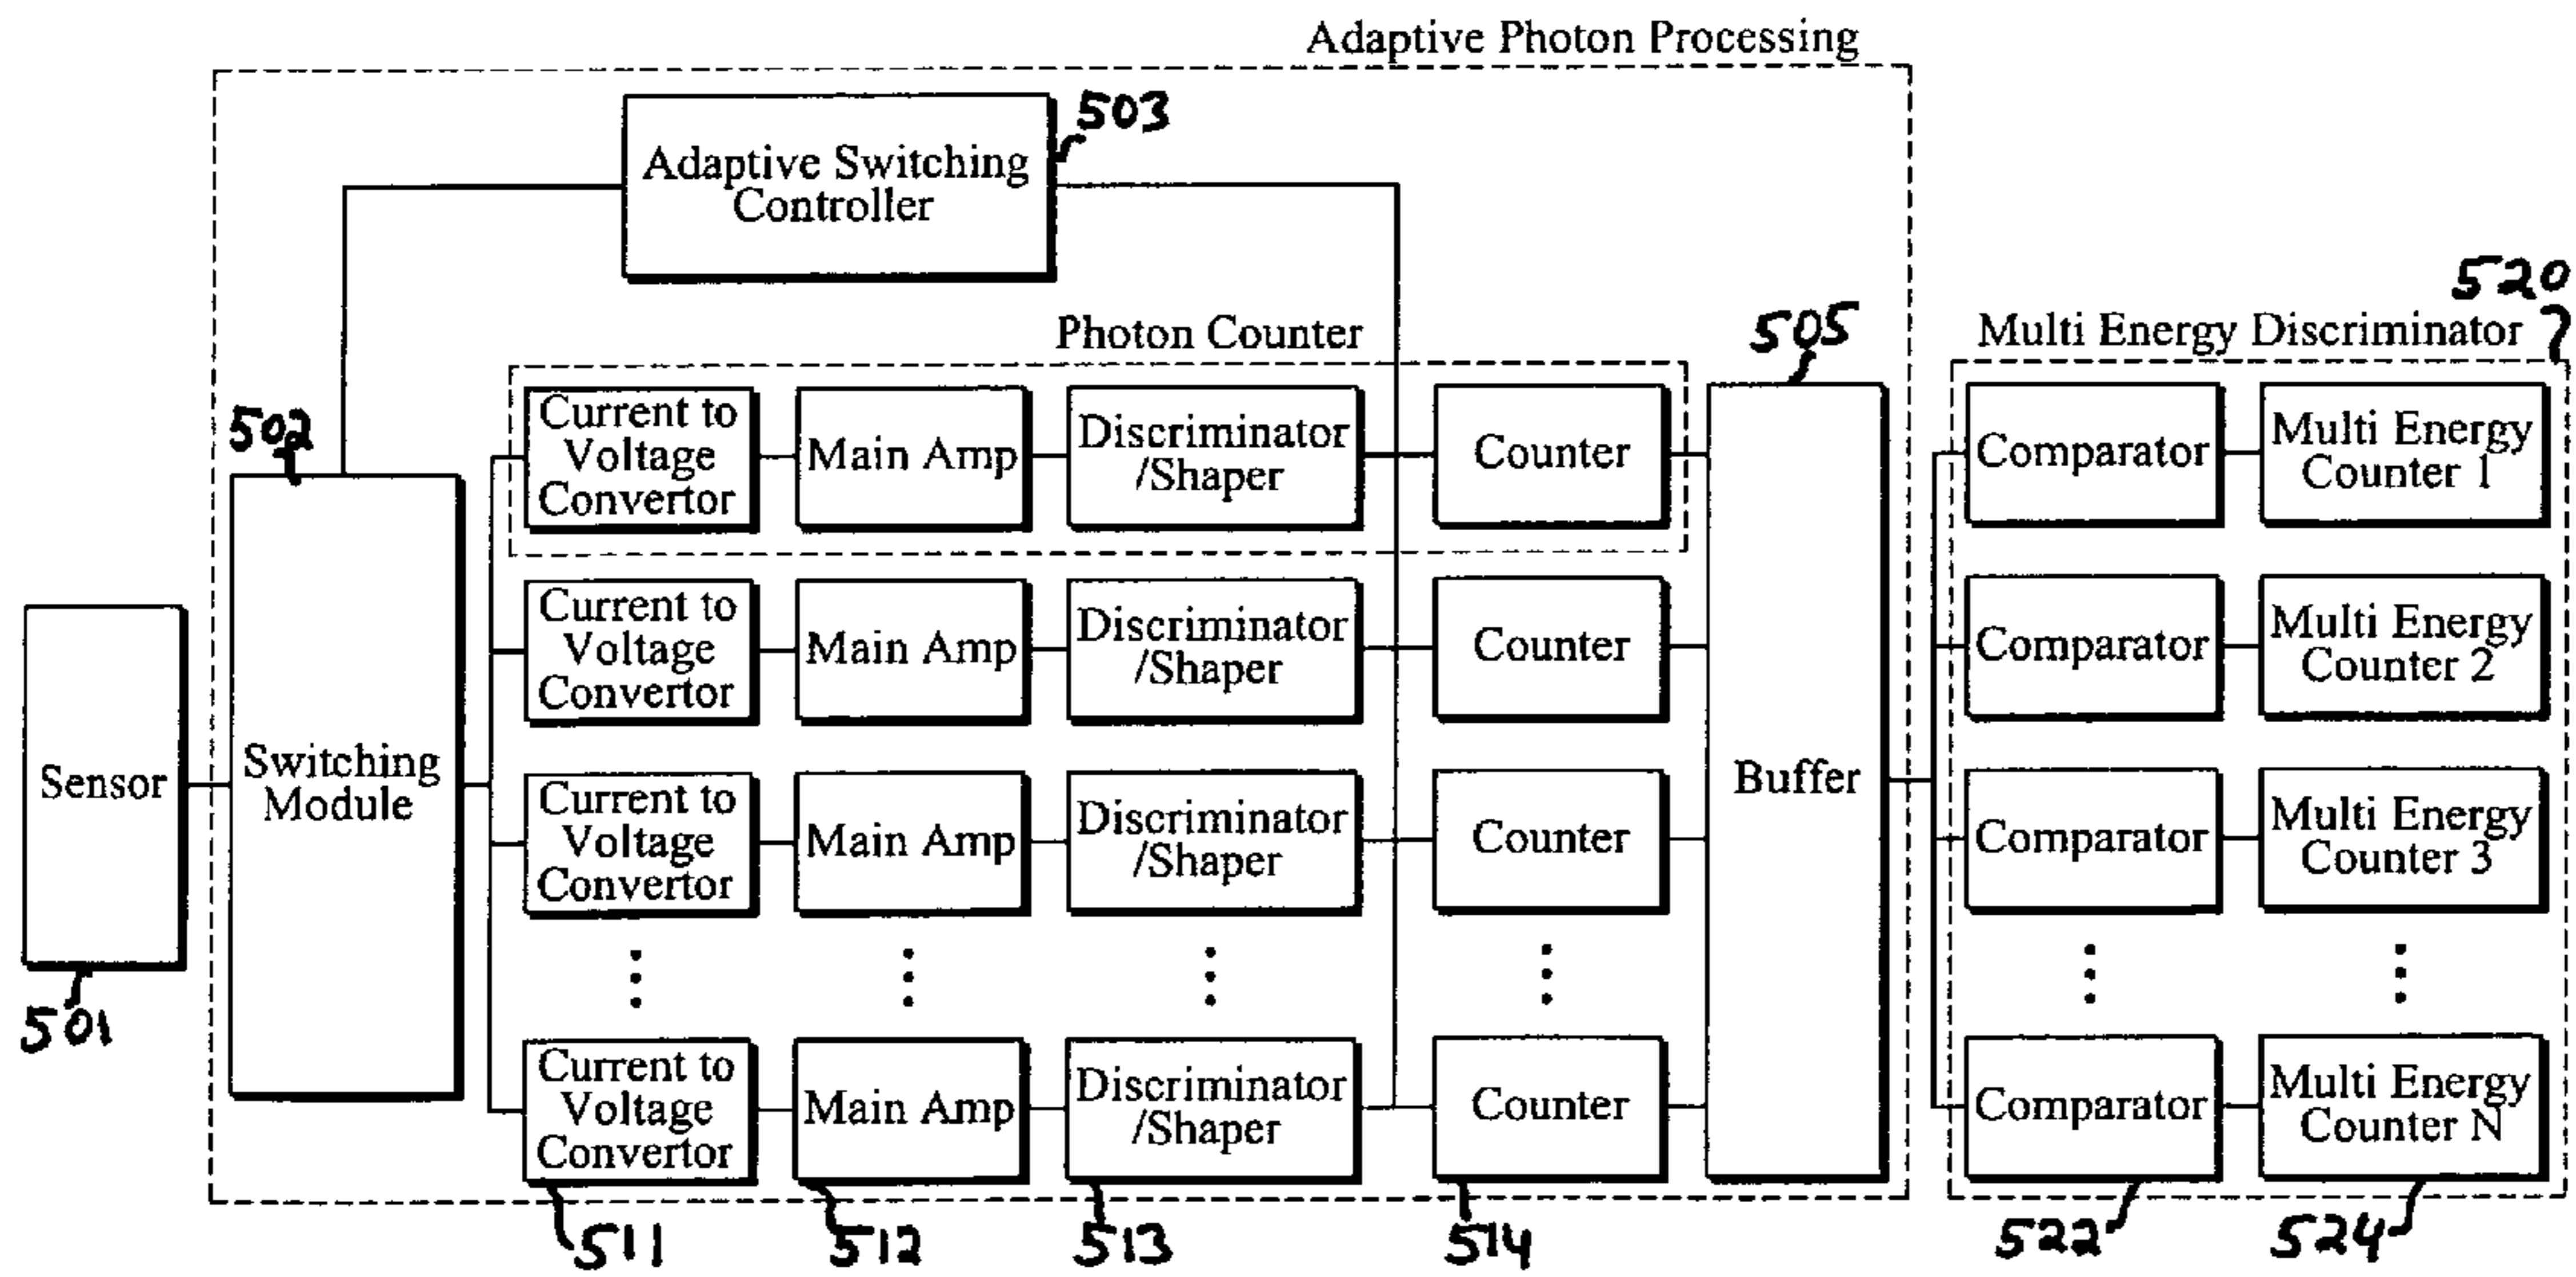 Adaptive Photon Processing
503
Adaptive Switching
Controller
520
Multi Energy Discriminator
505
Photon Counter
502
Current to
Voltage
Convertor
Main Amp
Discriminator
/Shaper
Counter
Comparator
Multi Energy
Counter 1
Current to
Voltage
Convertor
Main Amp
Discriminator
/Shaper
Counter
Comparator
Multi Energy
Counter 2
Sensor
Switching
Module
Current to
Voltage
Convertor
Main Amp
Discriminator
/Shaper
Counter
Buffer
Comparator
Multi Energy
Counter 3
501
Current to
Voltage
Convertor
Main Amp
Discriminator
/Shaper
Counter
Comparator
Multi Energy
Counter N
511
512
513
514
522
524